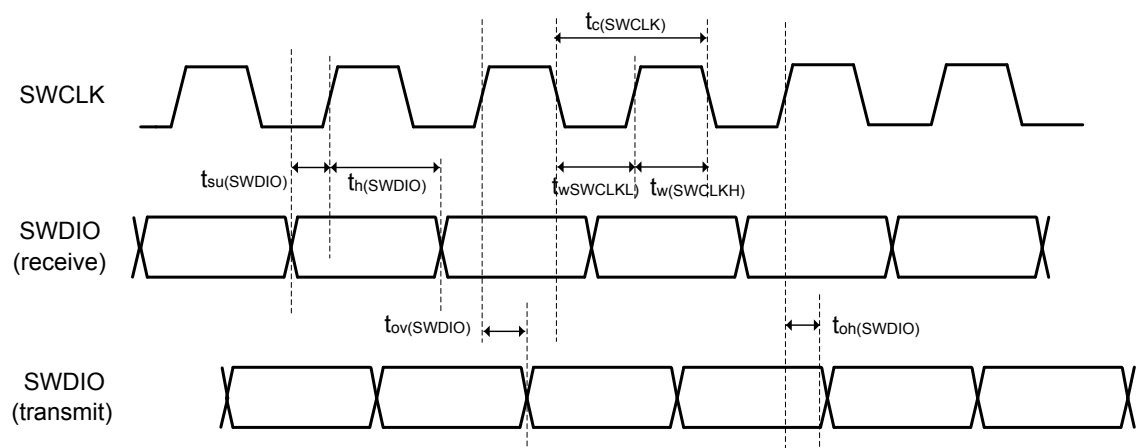 tc(SWCLK)
SWCLK
tsu(SWDIO)
th(SWDIO)
twSWCLKL)
tw(SWCLKH)
SWDIO
(receive)
tov(SWDIO)
toh(SWDIO)
SWDIO
(transmit)